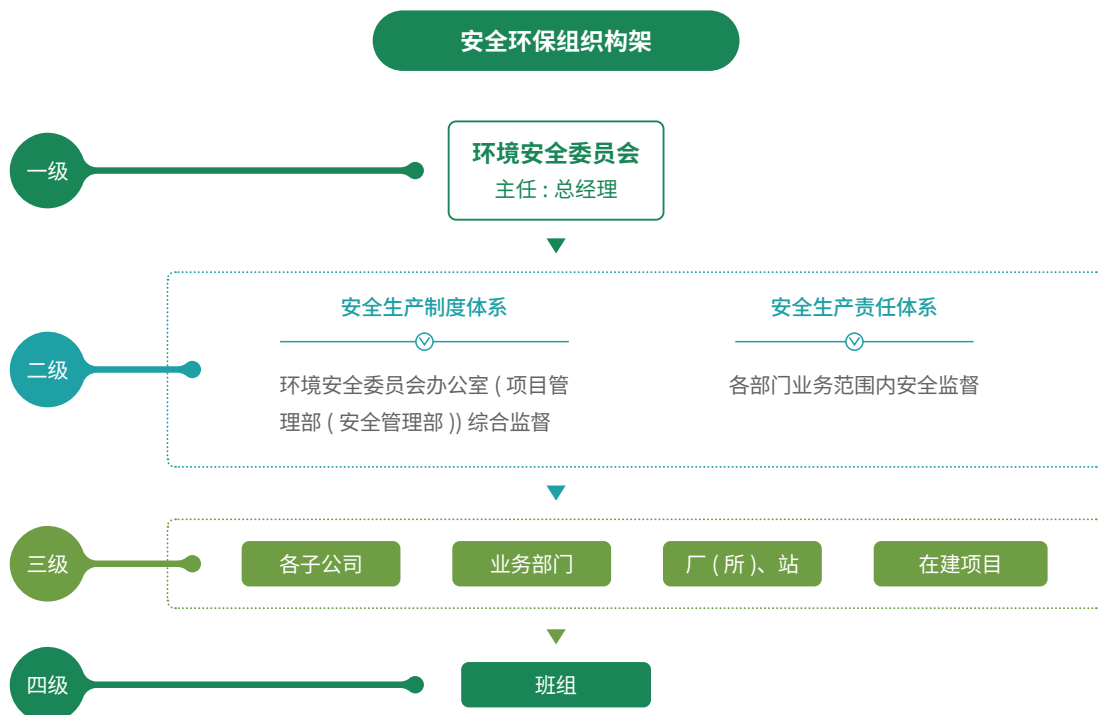 安全环保组织构架
一级
环境安全委员会
主任 : 总经理
二级
安全生产制度体系
环境安全委员会办公室 ( 项目管
理部 ( 安全管理部 )) 综合监督
安全生产责任体系
各部门业务范围内安全监督
三级
各子公司
业务部门
厂 ( 所 )、站
在建项目
四级
班组